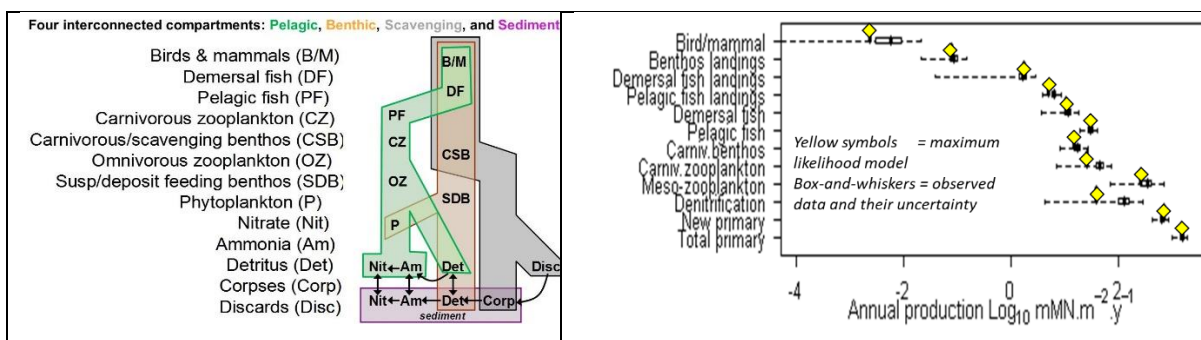 Four interconnected compartments: Pelagic, Benthic, Scavenging, and Sediment
Birds & mammals (B/M)
Demersal fish (DF)
Pelagic fish (PF)
Carnivorous zooplankton (CZ)
Carnivorous/scavenging benthos (CSB)
Omnivorous zooplankton (OZ)
Susp/deposit feeding benthos (SDB)
Phytoplankton (P)
Nitrate (Nit)
Ammonia (Am)
Detritus (Det)
Corpses (Corp)
Discards (Disc)
B/M
DF
PF
CZ
CSB
OZ
SDB
P
Nit Am Det Disc
Nit Am Det Corp
sediment
Bird/mammal
Benthos landings
Demersal fish landings
Pelagic fish landings
Demersal fish
Pelagic fish
Carniv.benthos
Carniv.zooplankton
Meso-zooplankton
Denitrification
New primary
Total primary
Yellow symbols = maximum
likelihood model
Box-and-whiskers = observed
data and their uncertainty
-4 -2 0 2
Annual production Log10 mMN.m-2.y-1